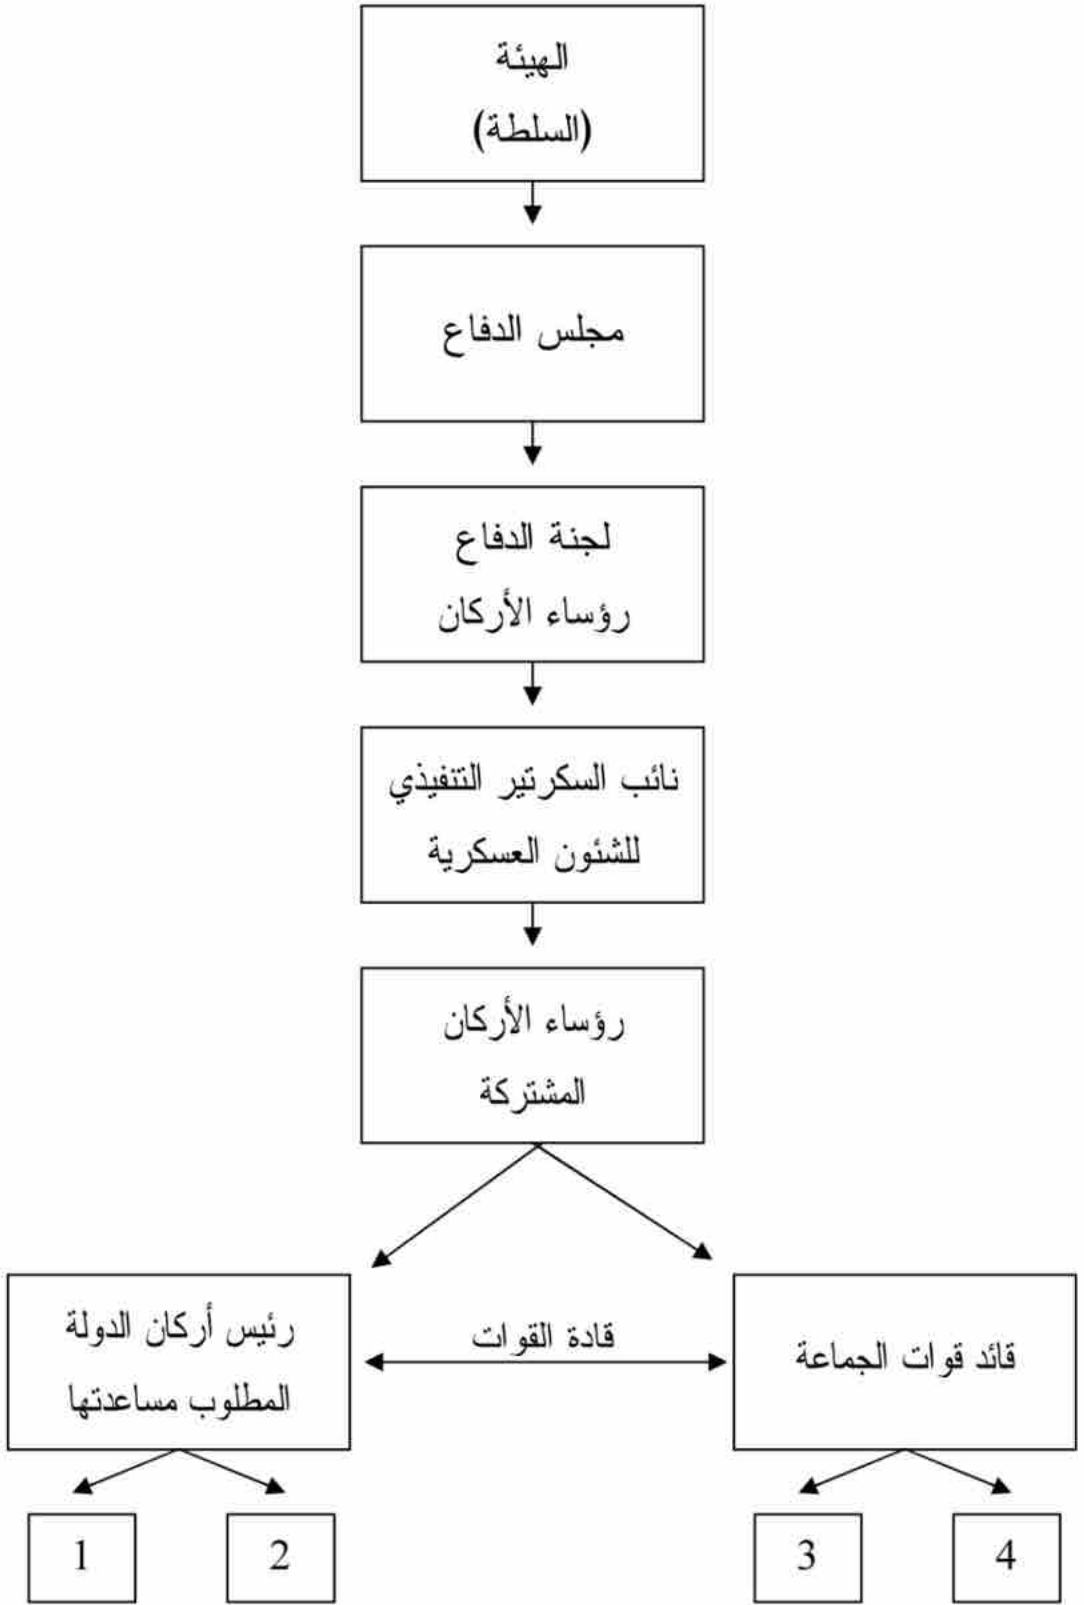 الهيئة
(السلطة)
مجلس الدفاع
لجنة الدفاع
رؤساء الأركان
نائب السكرتير التنفيذي
للشئون العسكرية
رؤساء الأركان
المشتركة
قائد قوات الجماعة
قادة القوات
رئيس أركان الدولة
المطلوب مساعدتها
1
2
3
4